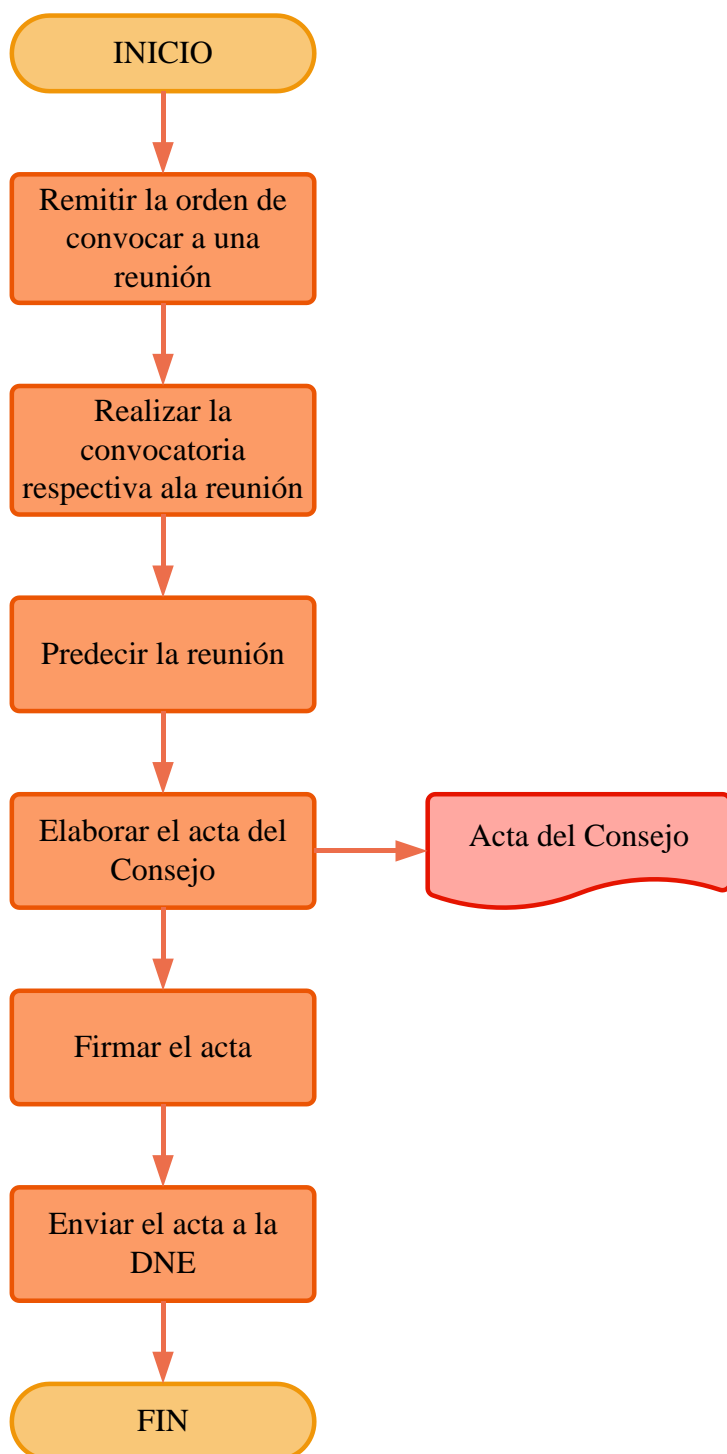 INICIO
Remitir la orden de
convocar a una
reunión
Realizar la
convocatoria
respectiva ala reunión
Predecir la reunión
Elaborar el acta del
Consejo
Acta del Consejo
Firmar el acta
Enviar el acta a la
DNE
FIN